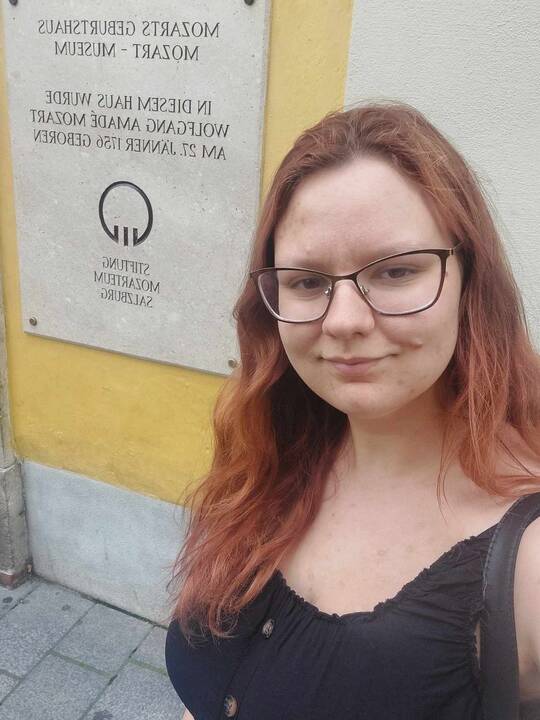 MOZARTS GEBURTSHAUS
MOZART - MUSEUM
IN DIESEM HAUS WURDE
WOLFGANG AMADÉ MOZART
AM 27. JÄNNER 1756 GEBOREN
STIFTUNG
MOZARTEUM
SALZBURG